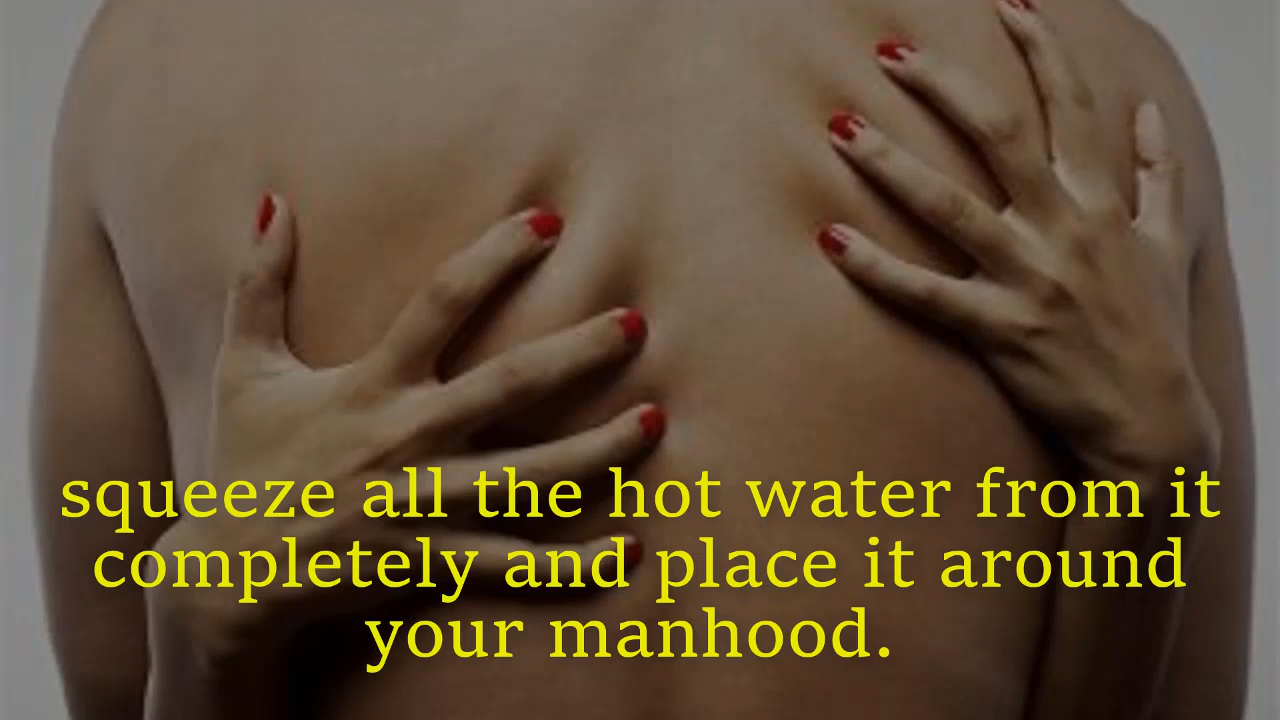 squeeze all the hot water from it
completely and place it around
your manhood.